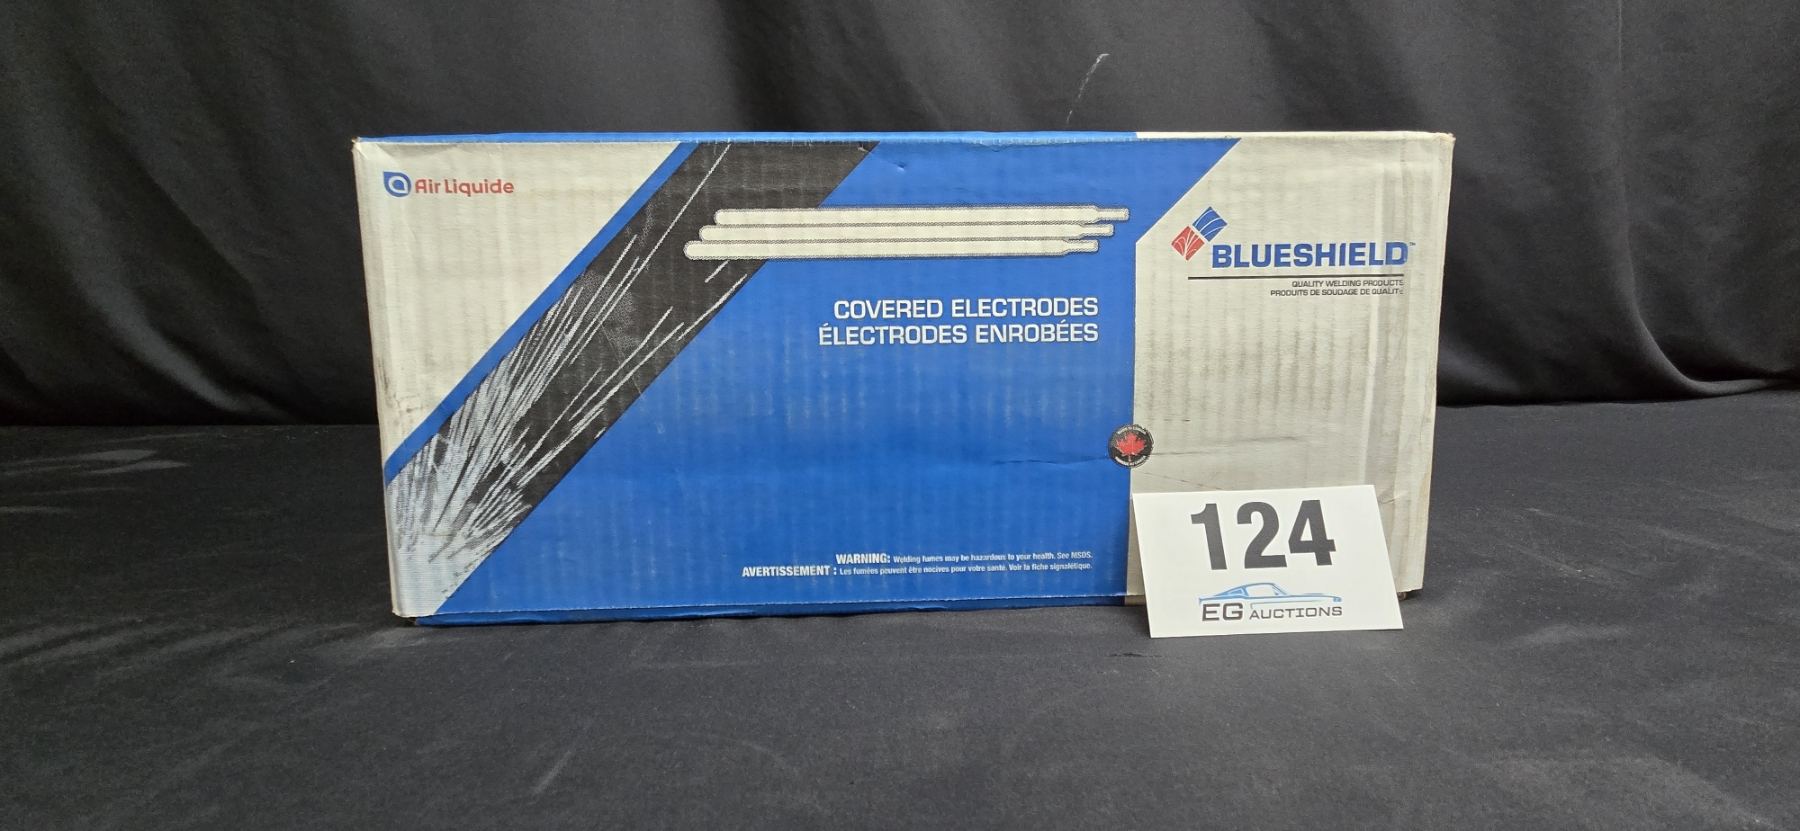 Air Liquide
BLUESHIELD™
QUALITY WELDING PRODUCTS
PRODUITS DE SOUDAGE DE QUALITÉ
COVERED ELECTRODES
ÉLECTRODES ENROBÉES
WARNING: Welding fumes may be hazardous to your health. See MSDS.
AVERTISSEMENT : Les fumées peuvent être nocives pour votre santé. Voir la fiche signalétique.
124
EG AUCTIONS